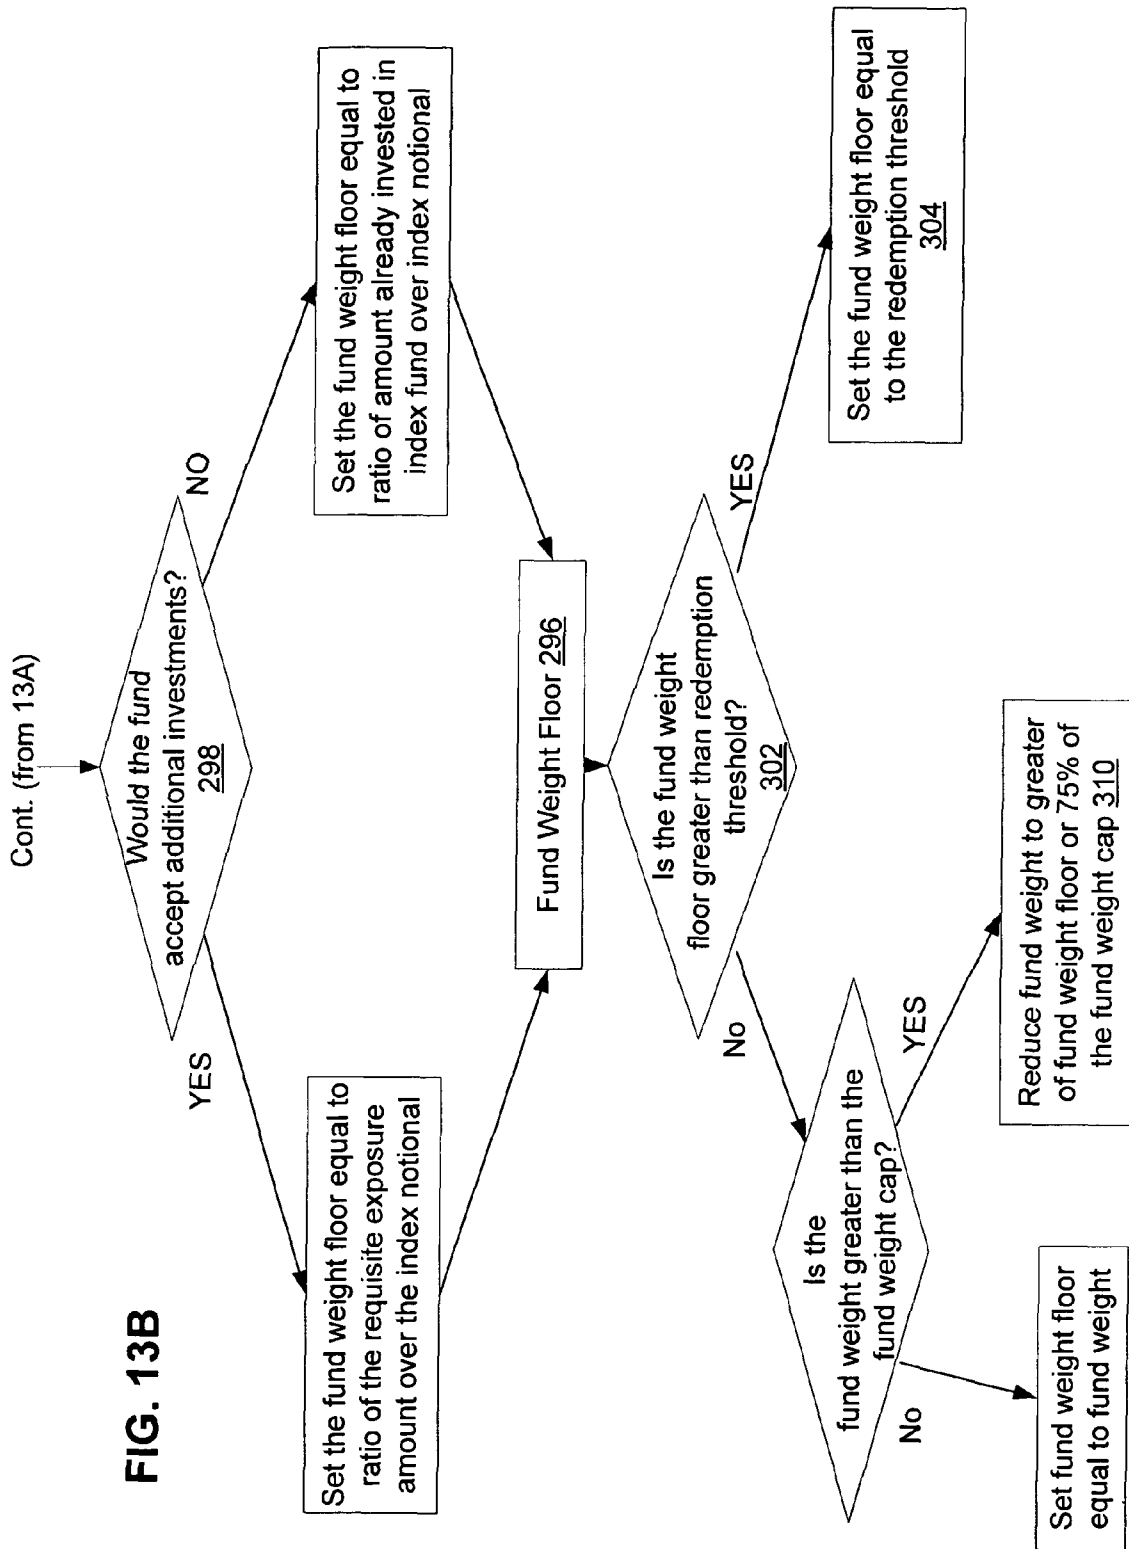 FIG. 13B
Cont. (from 13A)
Would the fund
accept additional investments?
298
YES
NO
Set the fund weight floor equal to
ratio of the requisite exposure
amount over the index notional
Set the fund weight floor equal to
ratio of amount already invested in
index fund over index notional
Fund Weight Floor 296
Is the fund weight
floor greater than redemption
threshold?
302
No
YES
Is the
fund weight greater than the
fund weight cap?
Set the fund weight floor equal
to the redemption threshold
304
No
YES
Set fund weight floor
equal to fund weight
Reduce fund weight to greater
of fund weight floor or 75% of
the fund weight cap 310